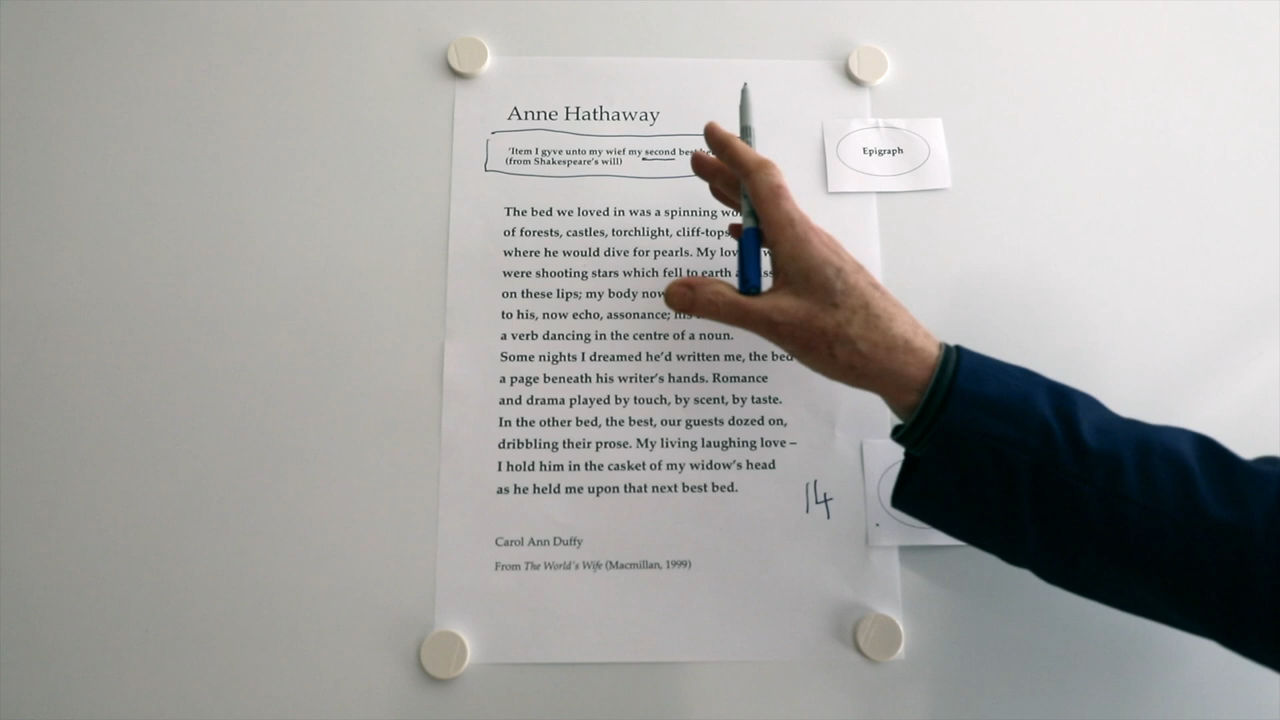 Anne Hathaway
'Item I gyve unto my wief my second best
(from Shakespeare's will)
Epigraph
The bed we loved in was a spinning
of forests, castles, torchlight, cliff-tops,
where he would dive for pearls. My
were shooting stars which fell to earth
on these lips; my body now
to his, now echo, assonance; his
a verb dancing in the centre of a noun.
Some nights I dreamed he'd written me, the bed
a page beneath his writer's hands. Romance
and drama played by touch, by scent, by taste.
In the other bed, the best, our guests dozed on,
dribbling their prose. My living laughing love –
I hold him in the casket of my widow's head
as he held me upon that next best bed.
14
Carol Ann Duffy
From The World's Wife (Macmillan, 1999)